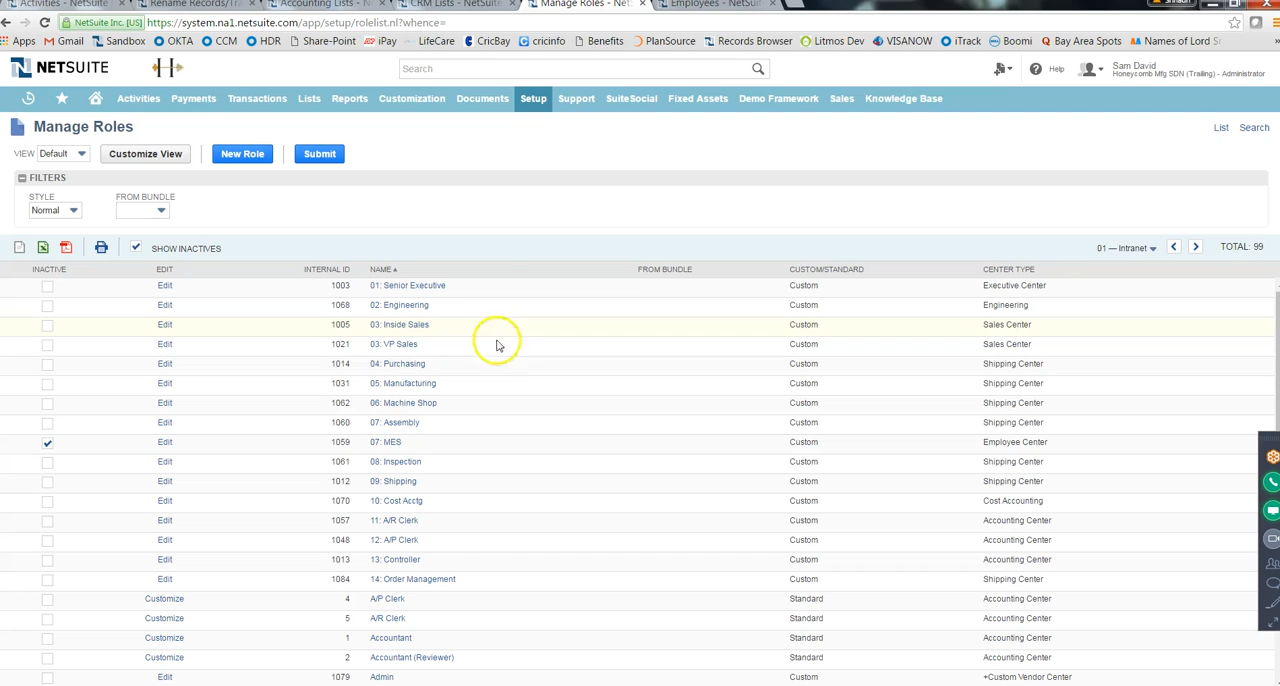 Activities - NetSuite
Rename Records/Tra
Accounting Lists - Net
CRM Lists - NetSuite
Manage Roles - Net
Employees - NetSuit
NetSuite Inc. [US]
https://system.na1.netsuite.com/app/setup/rolelist.nl?whence=
Apps
Gmail
Sandbox
OKTA
CCM
HDR
Share-Point
iPay
LifeCare
CricBay
cricinfo
Benefits
PlanSource
Records Browser
Litmos Dev
VISANOW
iTrack
Boomi
Bay Area Spots
Names of Lord
NETSUITE
Search
Help
Sam David
Honeycomb Mfg SDN (Trailing) - Administrator
Activities
Payments
Transactions
Lists
Reports
Customization
Documents
Setup
Support
SuiteSocial
Fixed Assets
Demo Framework
Sales
Knowledge Base
Manage Roles
List
Search
VIEW
Default
Customize View
New Role
Submit
FILTERS
STYLE
FROM BUNDLE
Normal
SHOW INACTIVES
01 — Intranet
TOTAL: 99
INACTIVE EDIT INTERNAL ID NAME ▲ FROM BUNDLE CUSTOM/STANDARD CENTER TYPE
Edit 1003 01: Senior Executive Custom Executive Center
Edit 1068 02: Engineering Custom Engineering
Edit 1005 03: Inside Sales Custom Sales Center
Edit 1021 03: VP Sales Custom Sales Center
Edit 1014 04: Purchasing Custom Shipping Center
Edit 1031 05: Manufacturing Custom Shipping Center
Edit 1062 06: Machine Shop Custom Shipping Center
Edit 1060 07: Assembly Custom Shipping Center
Edit 1059 07: MES Custom Employee Center
Edit 1061 08: Inspection Custom Shipping Center
Edit 1012 09: Shipping Custom Shipping Center
Edit 1070 10: Cost Acctg Custom Cost Accounting
Edit 1057 11: A/R Clerk Custom Accounting Center
Edit 1048 12: A/P Clerk Custom Accounting Center
Edit 1013 13: Controller Custom Accounting Center
Edit 1084 14: Order Management Custom Shipping Center
Customize 4 A/P Clerk Standard Accounting Center
Customize 5 A/R Clerk Standard Accounting Center
Customize 1 Accountant Standard Accounting Center
Customize 2 Accountant (Reviewer) Standard Accounting Center
Edit 1079 Admin Custom +Custom Vendor Center